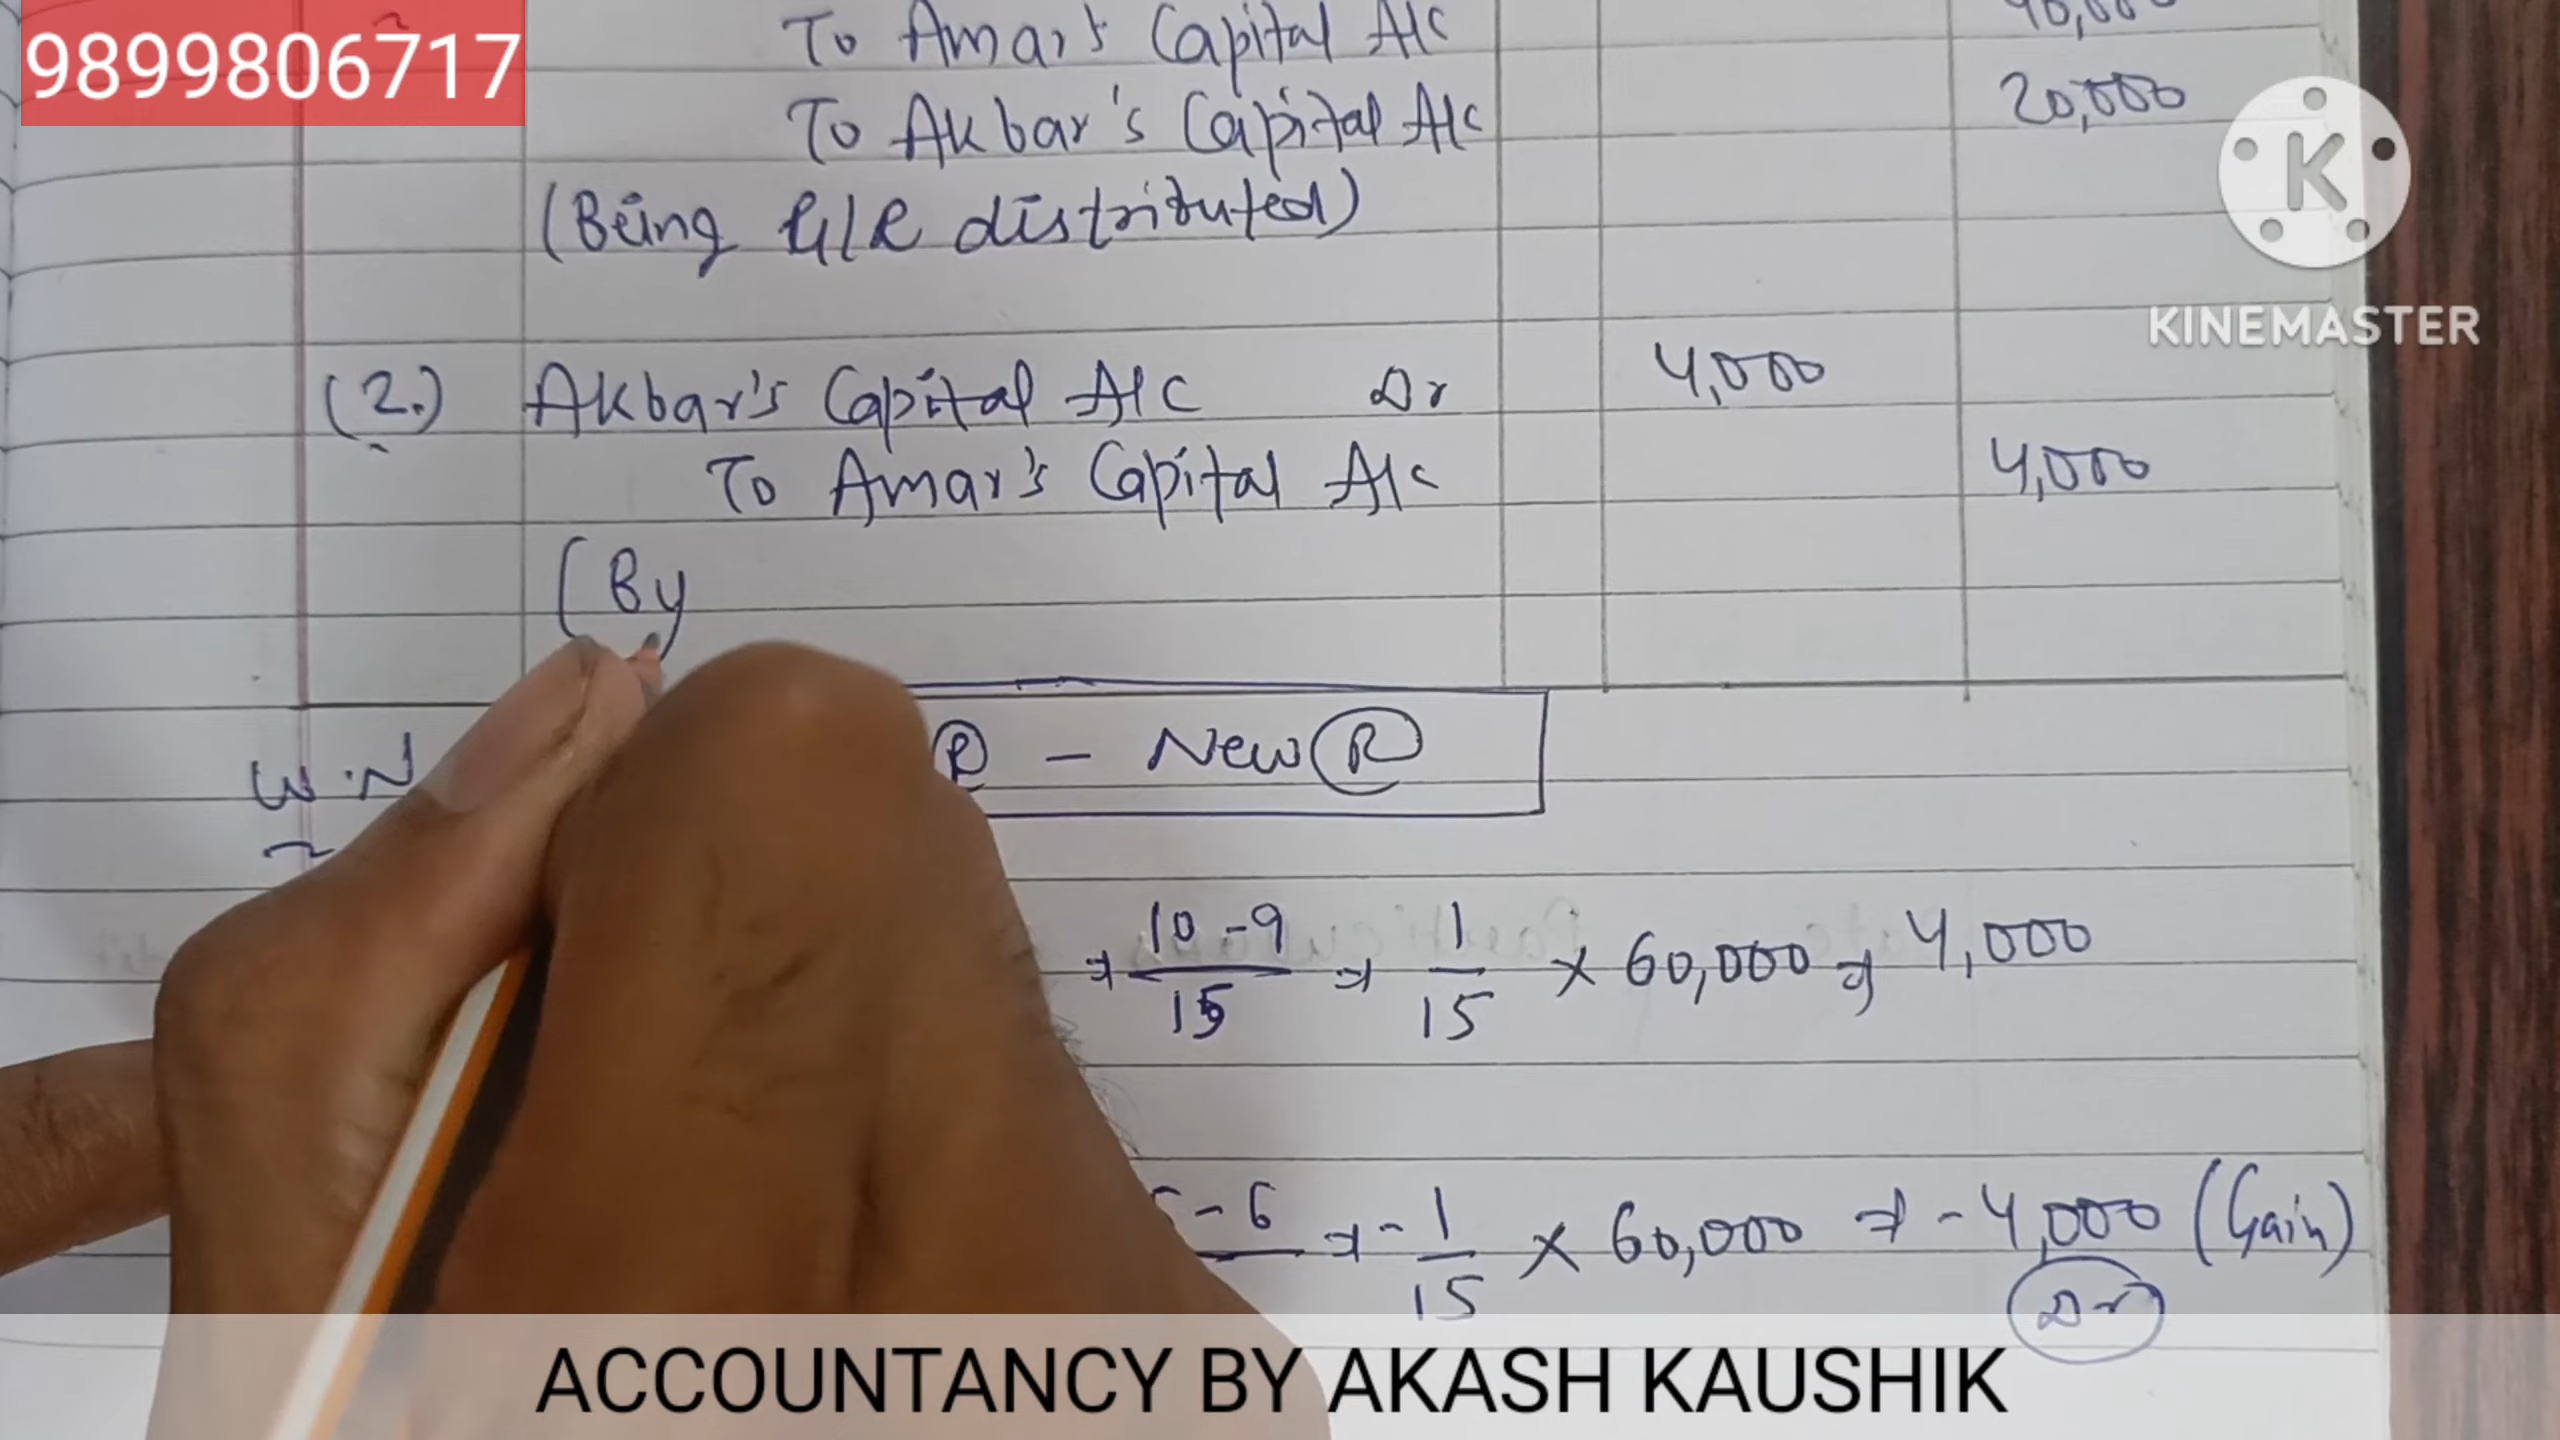 9899806717
To Amar's Capital A/c
To Akbar's Capital A/c 20,000
(Being G/R distributed)
KINEMASTER
(2.) Akbar's Capital A/c Dr 4,000
To Amar's Capital A/c 4,000
(By
W.N
R - New R
⇒ 10 - 9 / 15 ⇒ 1 / 15 × 60,000 ⇒ 4,000
- 6 ⇒ - 1 / 15 × 60,000 ⇒ - 4,000 (Gain)
Dr
ACCOUNTANCY BY AKASH KAUSHIK